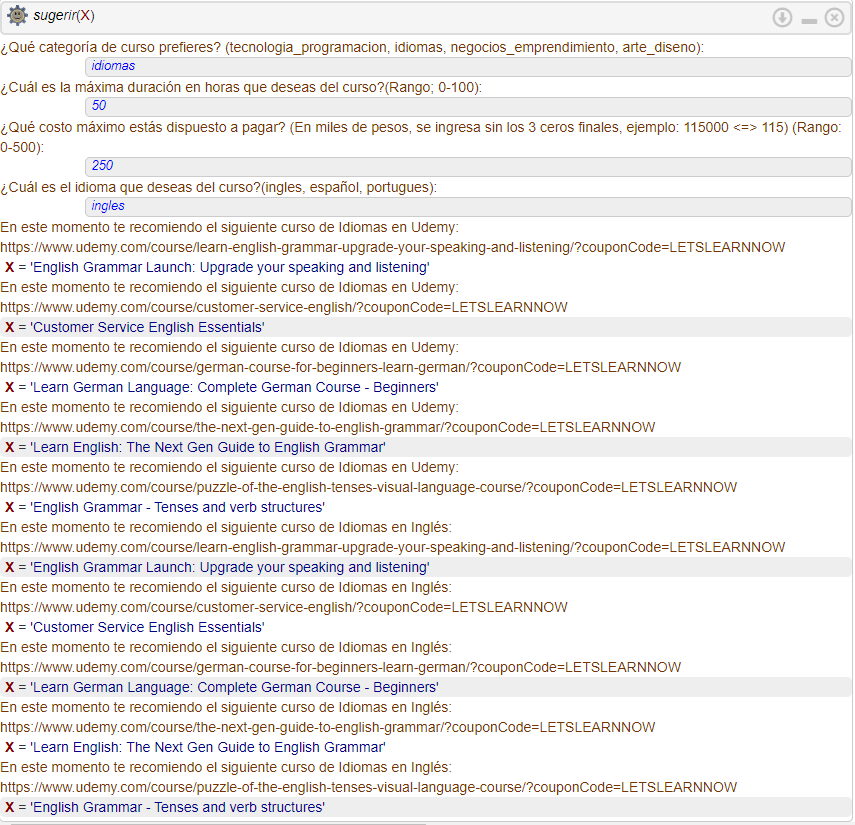 sugerir(X)
¿Qué categoría de curso prefieres? (tecnologia_programacion, idiomas, negocios_emprendimiento, arte_diseno):
idiomas
¿Cuál es la máxima duración en horas que deseas del curso?(Rango; 0-100):
50
¿Qué costo máximo estás dispuesto a pagar? (En miles de pesos, se ingresa sin los 3 ceros finales, ejemplo: 115000 <=> 115) (Rango:
0-500):
250
¿Cuál es el idioma que deseas del curso?(ingles, español, portugues):
ingles
En este momento te recomiendo el siguiente curso de Idiomas en Udemy:
https://www.udemy.com/course/learn-english-grammar-upgrade-your-speaking-and-listening/?couponCode=LETSLEARNNOW
X = 'English Grammar Launch: Upgrade your speaking and listening'
En este momento te recomiendo el siguiente curso de Idiomas en Udemy:
https://www.udemy.com/course/customer-service-english/?couponCode=LETSLEARNNOW
X = 'Customer Service English Essentials'
En este momento te recomiendo el siguiente curso de Idiomas en Udemy:
https://www.udemy.com/course/german-course-for-beginners-learn-german/?couponCode=LETSLEARNNOW
X = 'Learn German Language: Complete German Course - Beginners'
En este momento te recomiendo el siguiente curso de Idiomas en Udemy:
https://www.udemy.com/course/the-next-gen-guide-to-english-grammar/?couponCode=LETSLEARNNOW
X = 'Learn English: The Next Gen Guide to English Grammar'
En este momento te recomiendo el siguiente curso de Idiomas en Udemy:
https://www.udemy.com/course/puzzle-of-the-english-tenses-visual-language-course/?couponCode=LETSLEARNNOW
X = 'English Grammar - Tenses and verb structures'
En este momento te recomiendo el siguiente curso de Idiomas en Inglés:
https://www.udemy.com/course/learn-english-grammar-upgrade-your-speaking-and-listening/?couponCode=LETSLEARNNOW
X = 'English Grammar Launch: Upgrade your speaking and listening'
En este momento te recomiendo el siguiente curso de Idiomas en Inglés:
https://www.udemy.com/course/customer-service-english/?couponCode=LETSLEARNNOW
X = 'Customer Service English Essentials'
En este momento te recomiendo el siguiente curso de Idiomas en Inglés:
https://www.udemy.com/course/german-course-for-beginners-learn-german/?couponCode=LETSLEARNNOW
X = 'Learn German Language: Complete German Course - Beginners'
En este momento te recomiendo el siguiente curso de Idiomas en Inglés:
https://www.udemy.com/course/the-next-gen-guide-to-english-grammar/?couponCode=LETSLEARNNOW
X = 'Learn English: The Next Gen Guide to English Grammar'
En este momento te recomiendo el siguiente curso de Idiomas en Inglés:
https://www.udemy.com/course/puzzle-of-the-english-tenses-visual-language-course/?couponCode=LETSLEARNNOW
X = 'English Grammar - Tenses and verb structures'